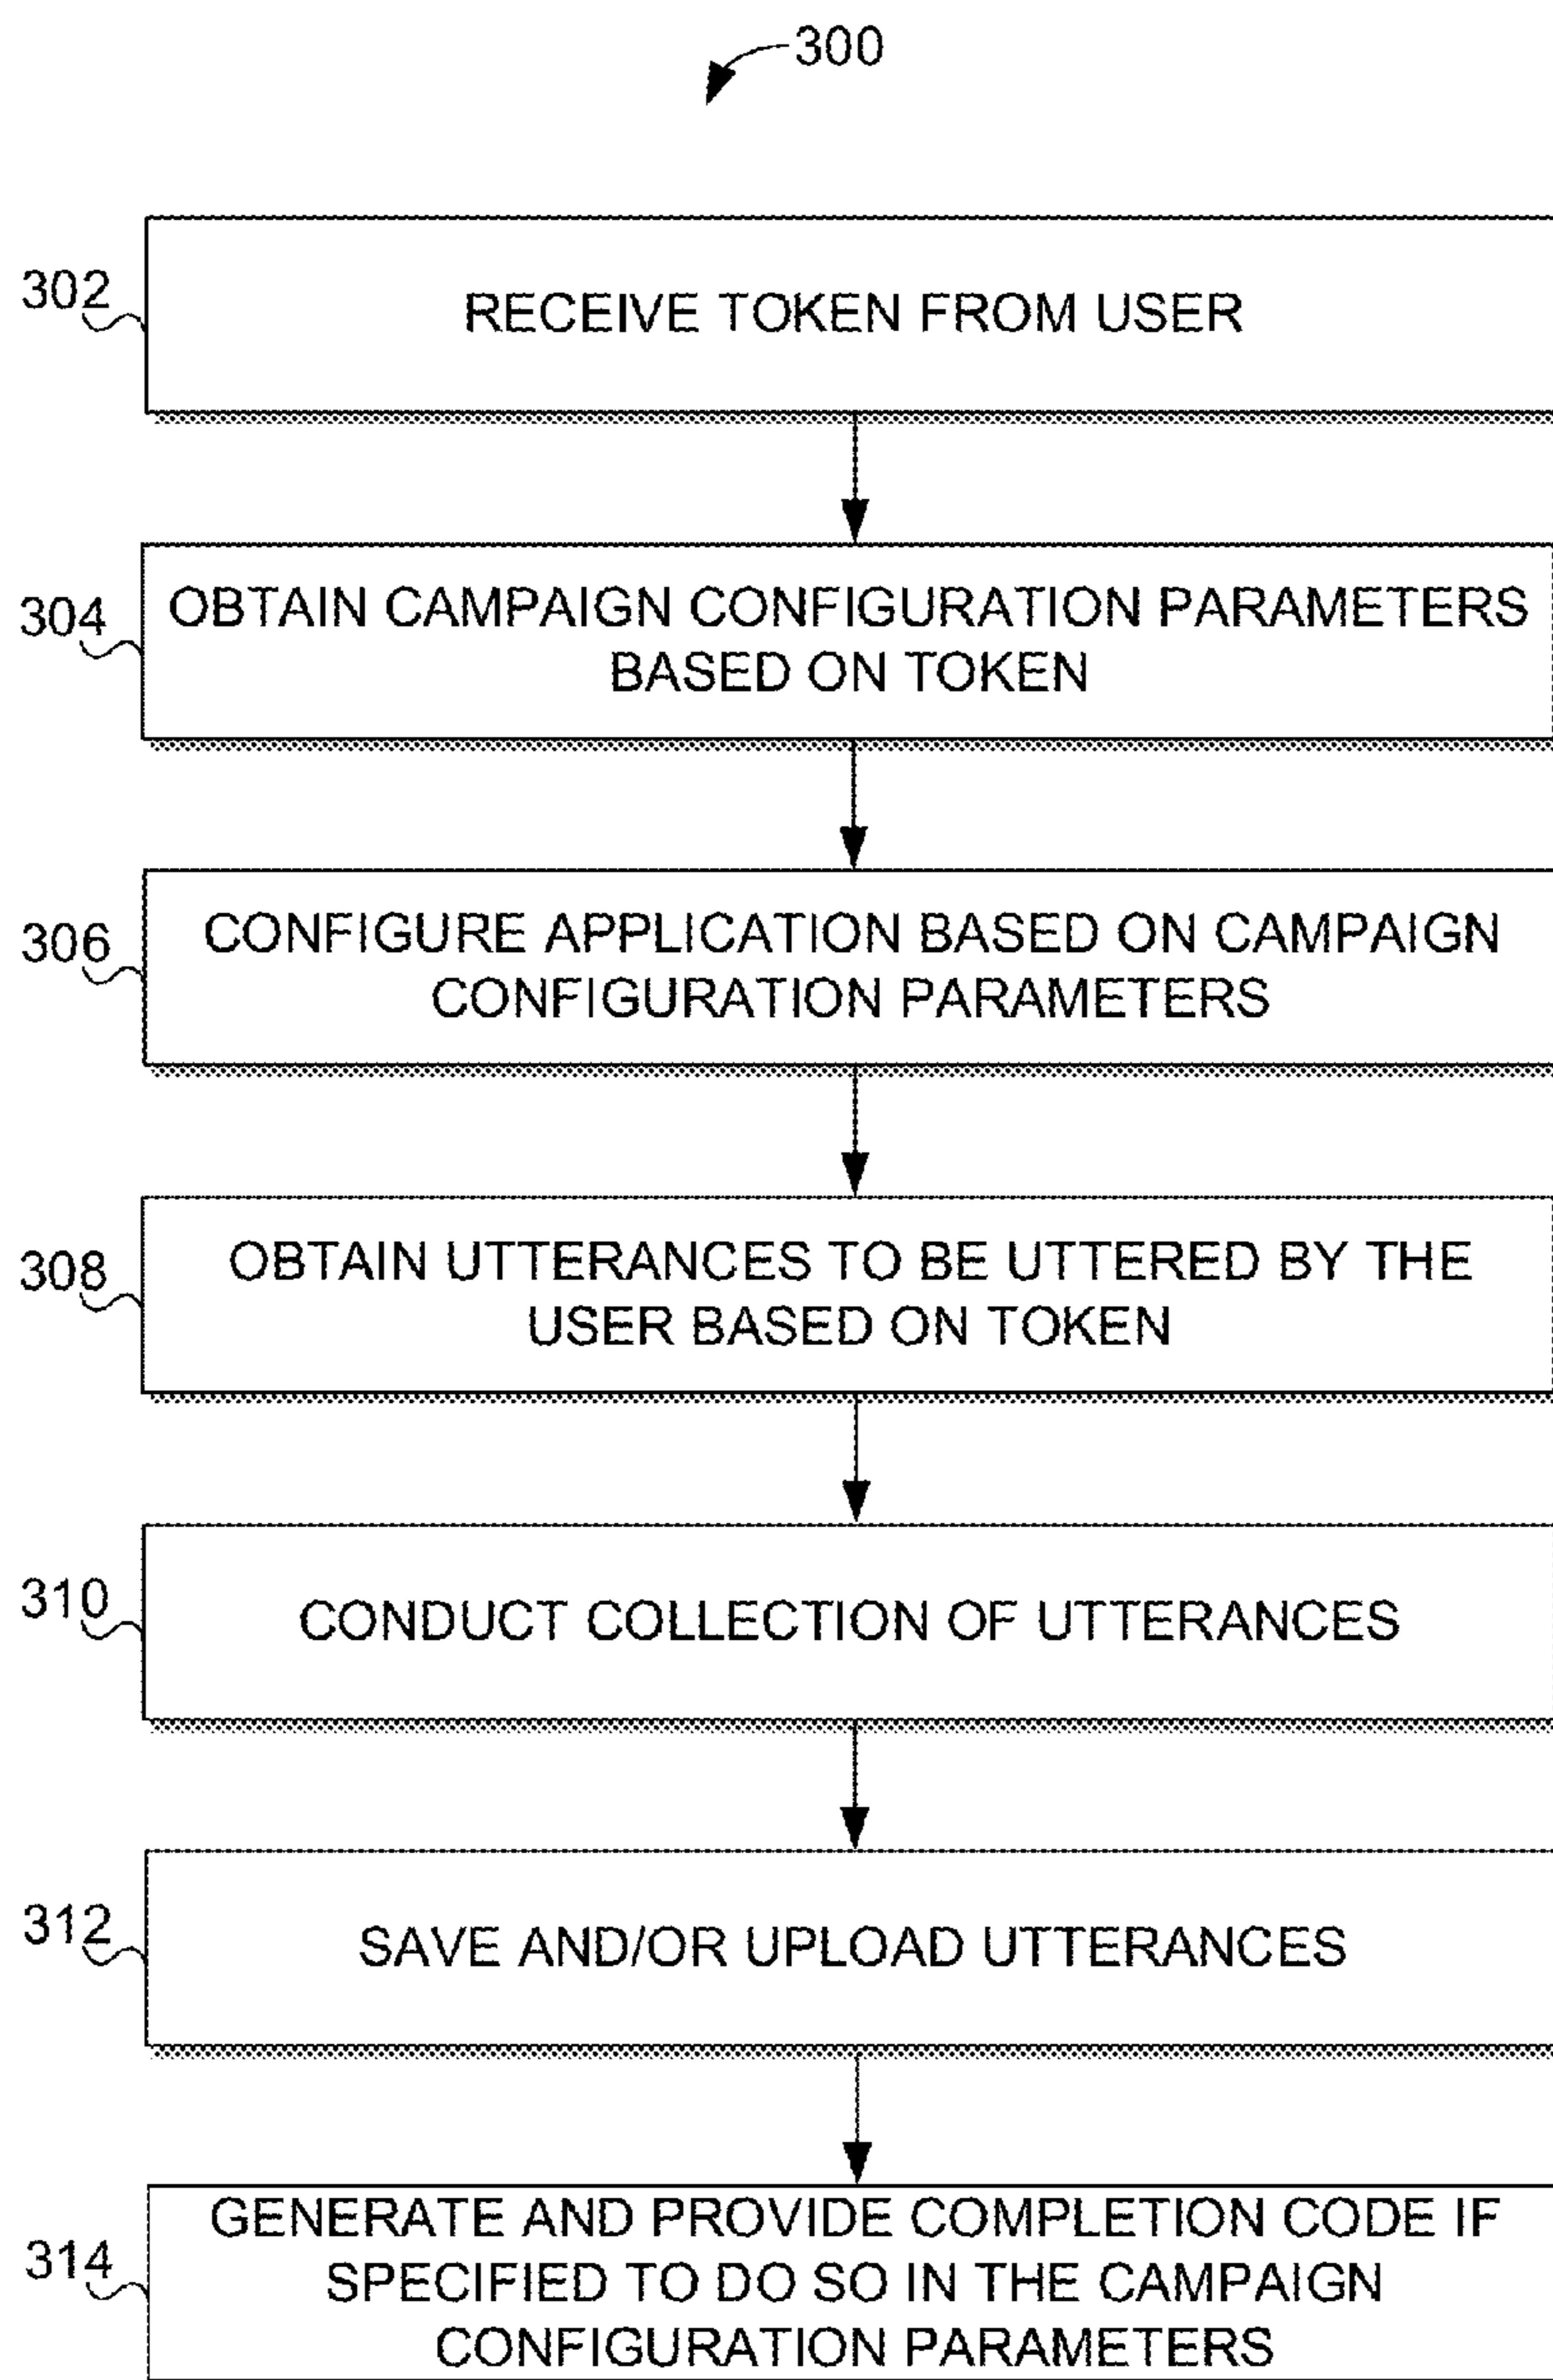 300
302
RECEIVE TOKEN FROM USER
304
OBTAIN CAMPAIGN CONFIGURATION PARAMETERS
BASED ON TOKEN
306
CONFIGURE APPLICATION BASED ON CAMPAIGN
CONFIGURATION PARAMETERS
308
OBTAIN UTTERANCES TO BE UTTERED BY THE
USER BASED ON TOKEN
310
CONDUCT COLLECTION OF UTTERANCES
312
SAVE AND/OR UPLOAD UTTERANCES
314
GENERATE AND PROVIDE COMPLETION CODE IF
SPECIFIED TO DO SO IN THE CAMPAIGN
CONFIGURATION PARAMETERS